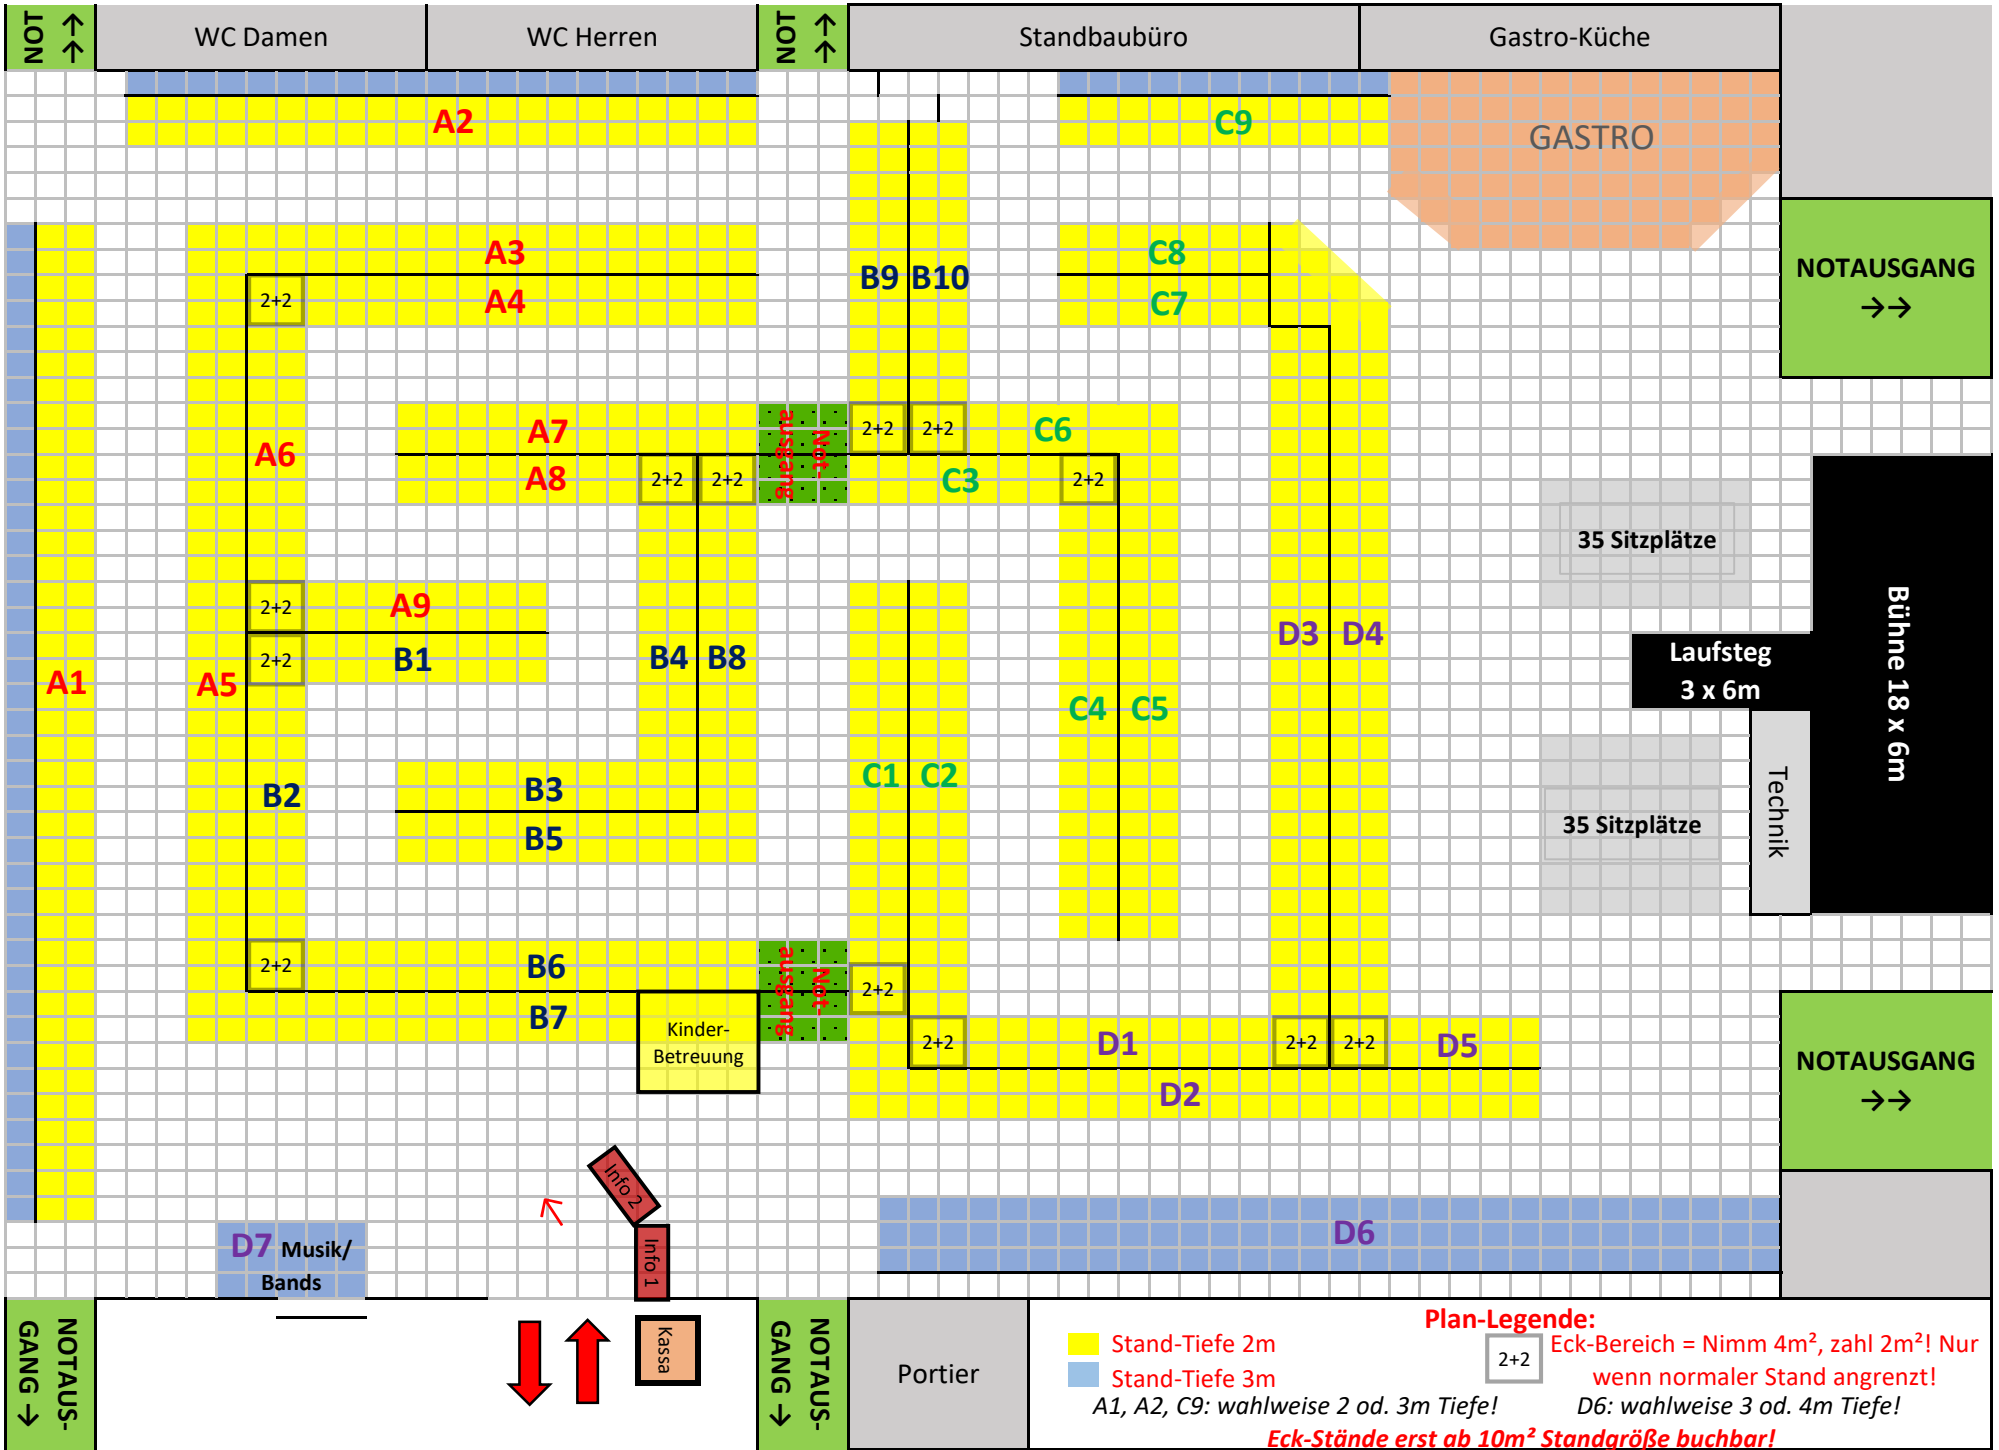 NOT →→
WC Damen
WC Herren
NOT →→
Standbaubüro
Gastro-Küche
A2
C9
GASTRO
A3
C8
B9 B10
NOTAUSGANG
→→
2+2
A4
C7
A7
Not-
ausgang
2+2
2+2
C6
A6
A8
2+2
2+2
C3
2+2
35 Sitzplätze
2+2
A9
Bühne 18 x 6m
D3 D4
2+2
B1
B4 B8
Laufsteg
3 x 6m
A1
A5
C4 C5
B2
B3
C1 C2
Technik
B5
35 Sitzplätze
2+2
B6
Not-
ausgang
2+2
B7
Kinder-
Betreuung
2+2
D1
2+2
2+2
D5
NOTAUSGANG
→→
D2
Info 2
D7 Musik/
Bands
Info 1
D6
NOTAUS-
GANG →
Kassa
NOTAUS-
GANG →
Portier
Plan-Legende:
Stand-Tiefe 2m
Stand-Tiefe 3m
2+2
Eck-Bereich = Nimm 4m², zahl 2m²! Nur
wenn normaler Stand angrenzt!
A1, A2, C9: wahlweise 2 od. 3m Tiefe!
D6: wahlweise 3 od. 4m Tiefe!
Eck-Stände erst ab 10m² Standgröße buchbar!